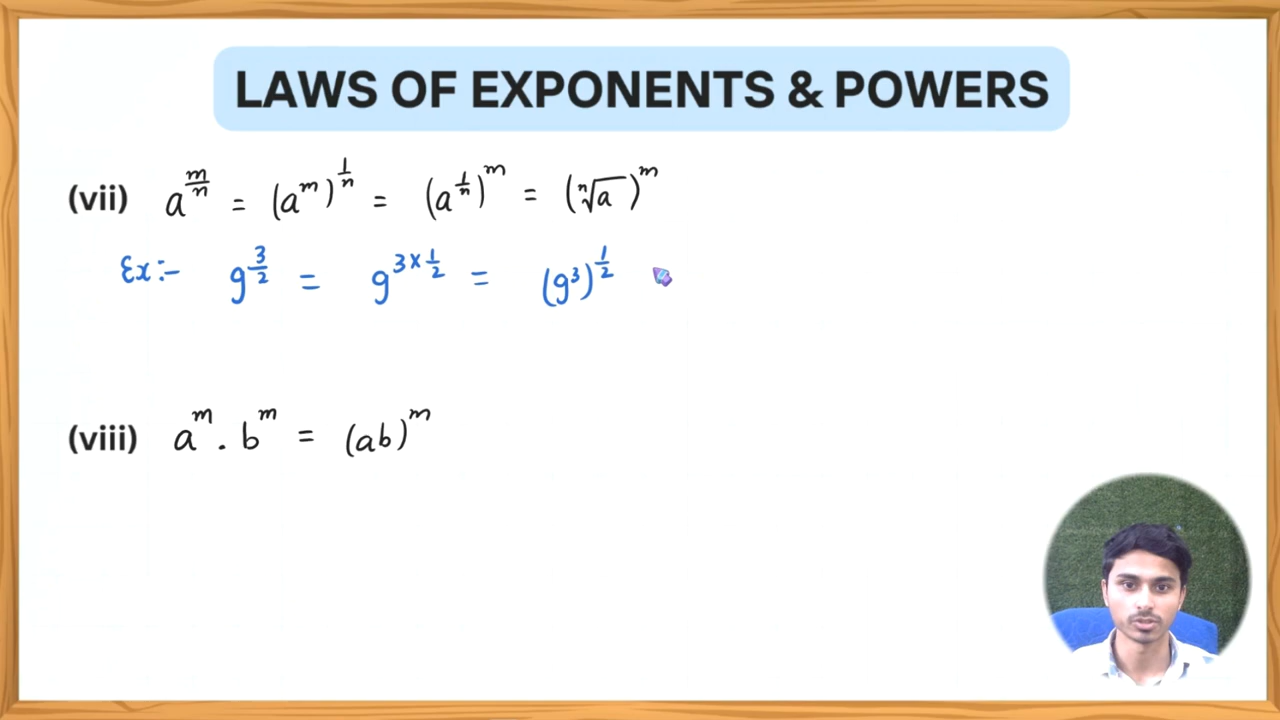 LAWS OF EXPONENTS & POWERS
(vii) a^{m/n} = (a^m)^{1/n} = (a^{1/n})^m = (ⁿ√a)^m
Ex:- 9^{3/2} = 9^{3×1/2} = (9^3)^{1/2}
(viii) a^m . b^m = (ab)^m